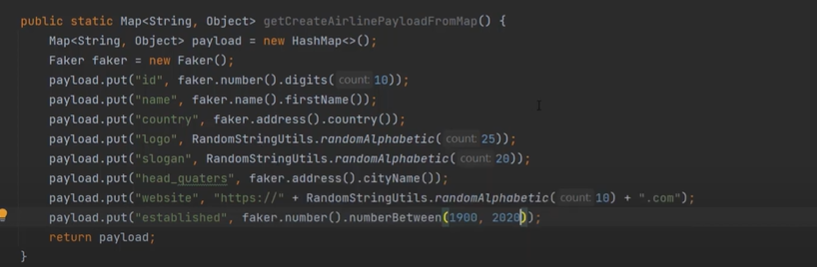 public static Map<String, Object> getCreateAirlinePayloadFromMap() {
Map<String, Object> payload = new HashMap<>();
Faker faker = new Faker();
payload.put("id", faker.number().digits( count: 10));
payload.put("name", faker.name().firstName());
payload.put("country", faker.address().country());
payload.put("logo", RandomStringUtils.randomAlphabetic( count: 25));
payload.put("slogan", RandomStringUtils.randomAlphabetic( count: 20));
payload.put("head_quaters", faker.address().cityName());
payload.put("website", "https://" + RandomStringUtils.randomAlphabetic( count: 10) + ".com");
payload.put("established", faker.number().numberBetween(1900, 2020));
return payload;
}